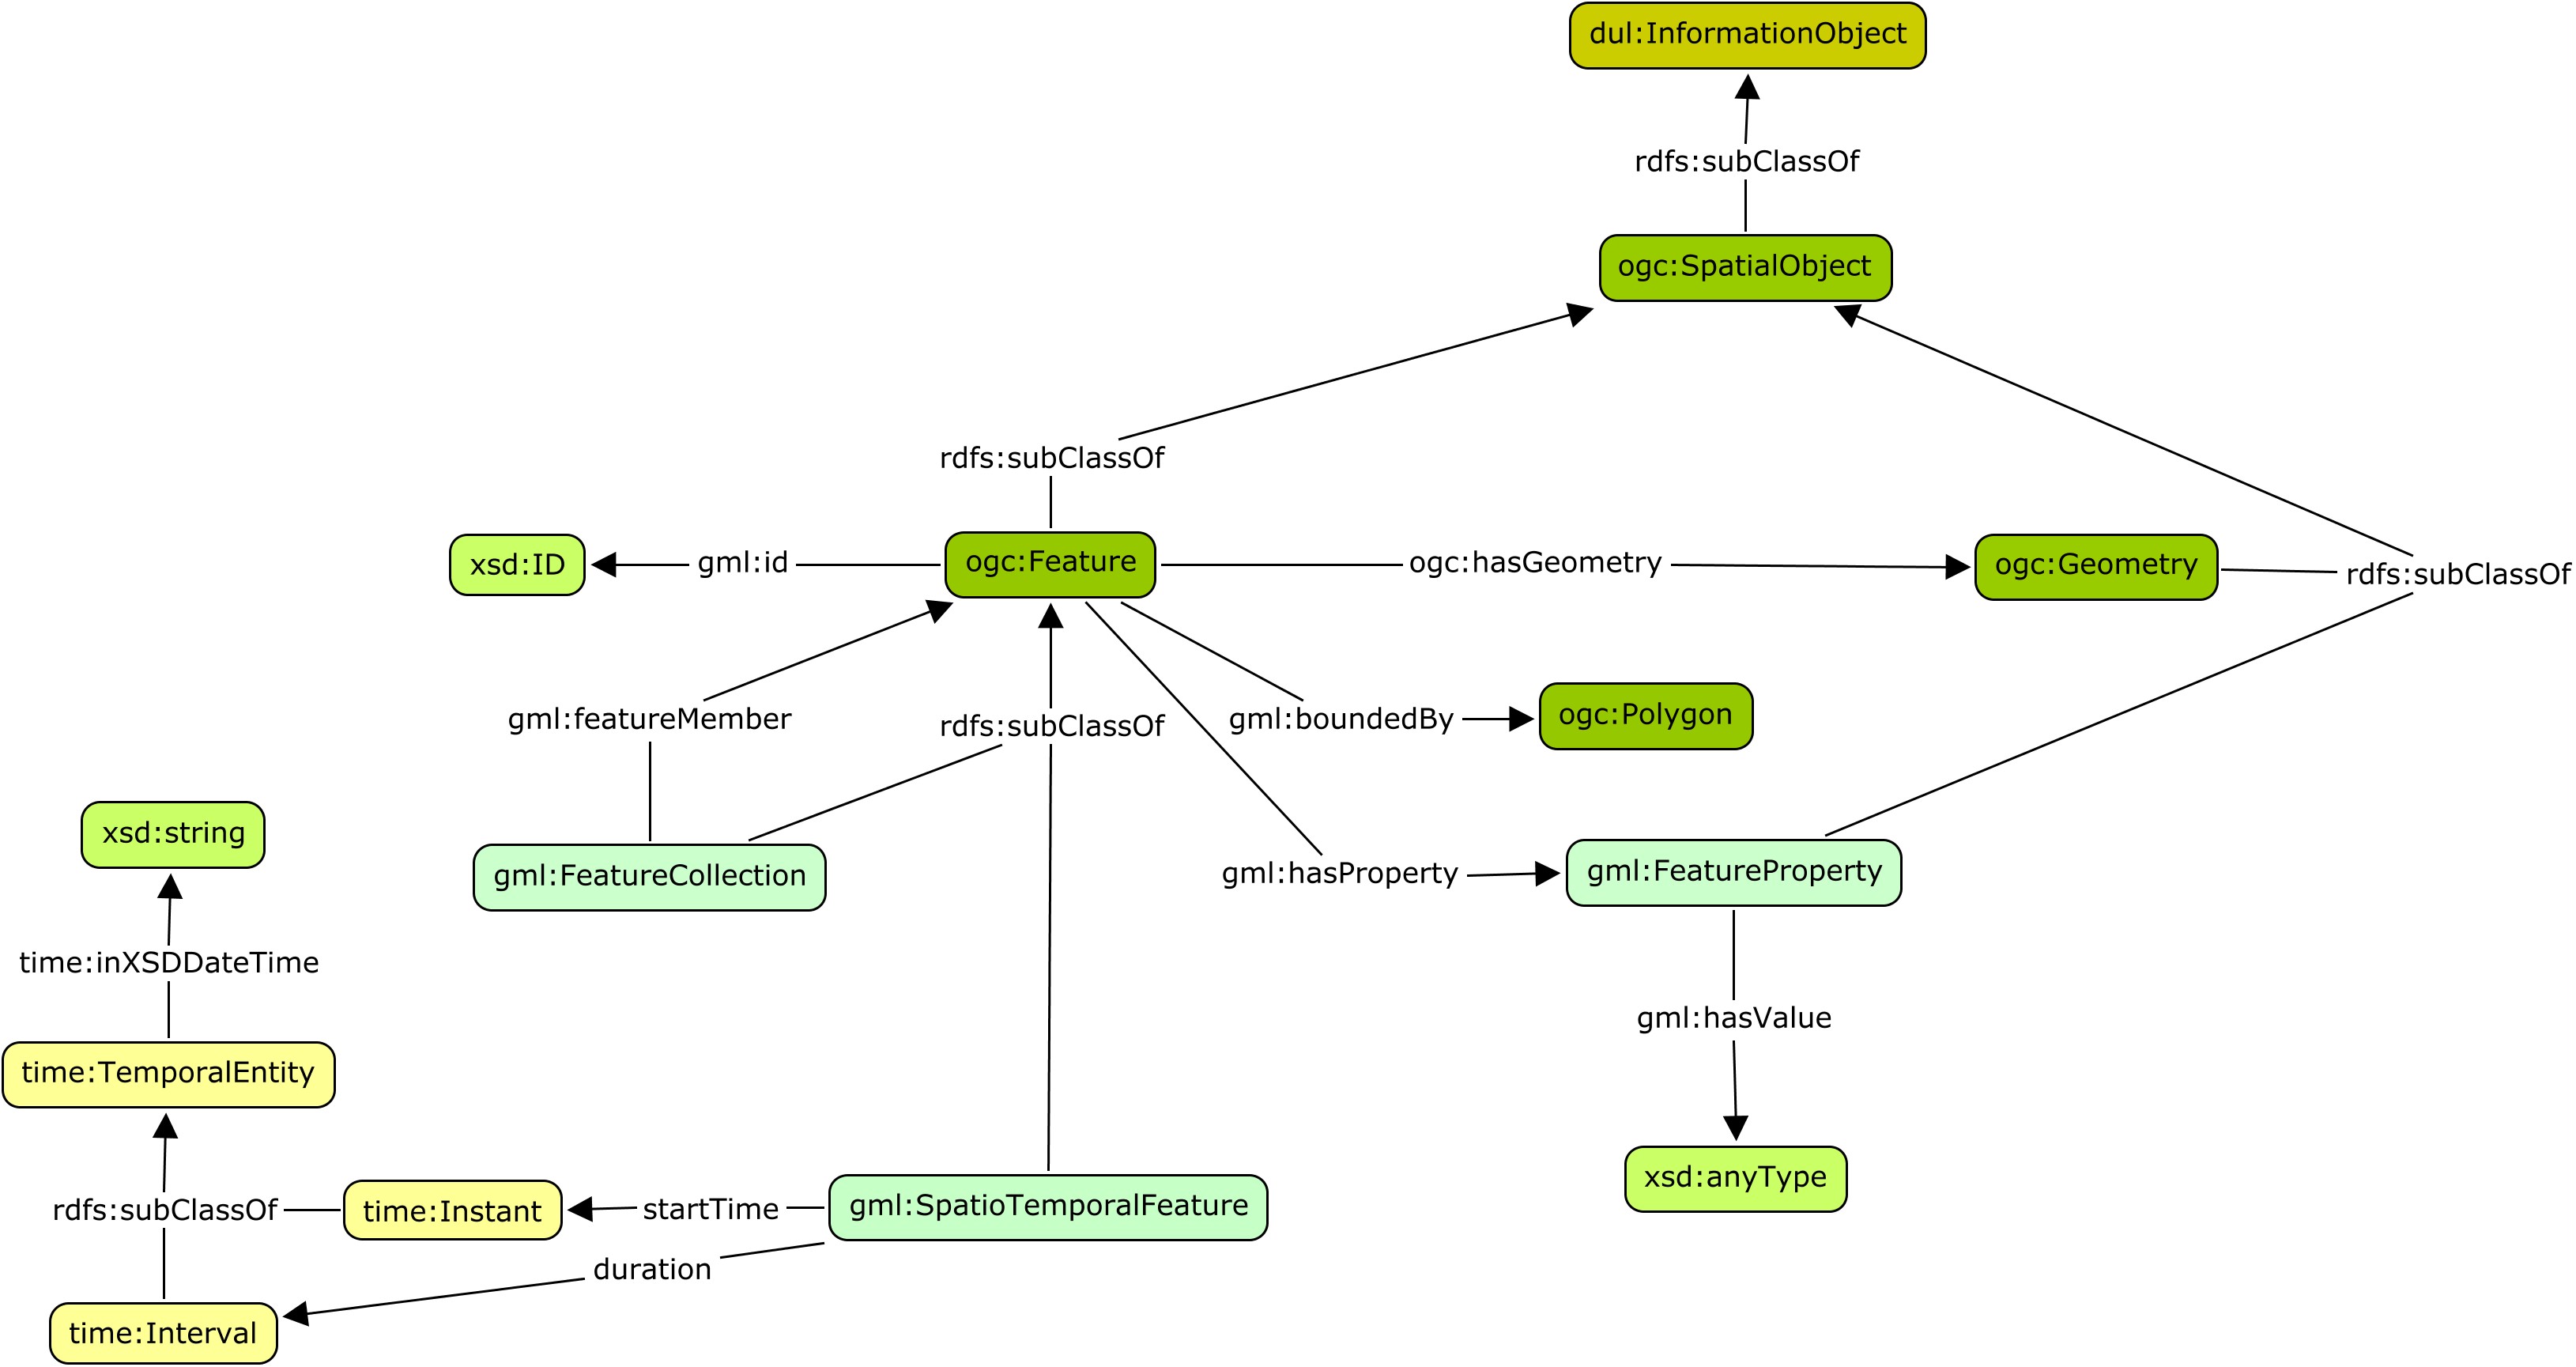 dul:InformationObject
rdfs:subClassOf
ogc:SpatialObject
rdfs:subClassOf
xsd:ID
gml:id
ogc:Feature
ogc:hasGeometry
ogc:Geometry
rdfs:subClassOf
gml:featureMember
rdfs:subClassOf
gml:boundedBy
ogc:Polygon
xsd:string
gml:FeatureCollection
gml:hasProperty
gml:FeatureProperty
time:inXSDDateTime
gml:hasValue
time:TemporalEntity
xsd:anyType
rdfs:subClassOf
time:Instant
startTime
gml:SpatioTemporalFeature
duration
time:Interval